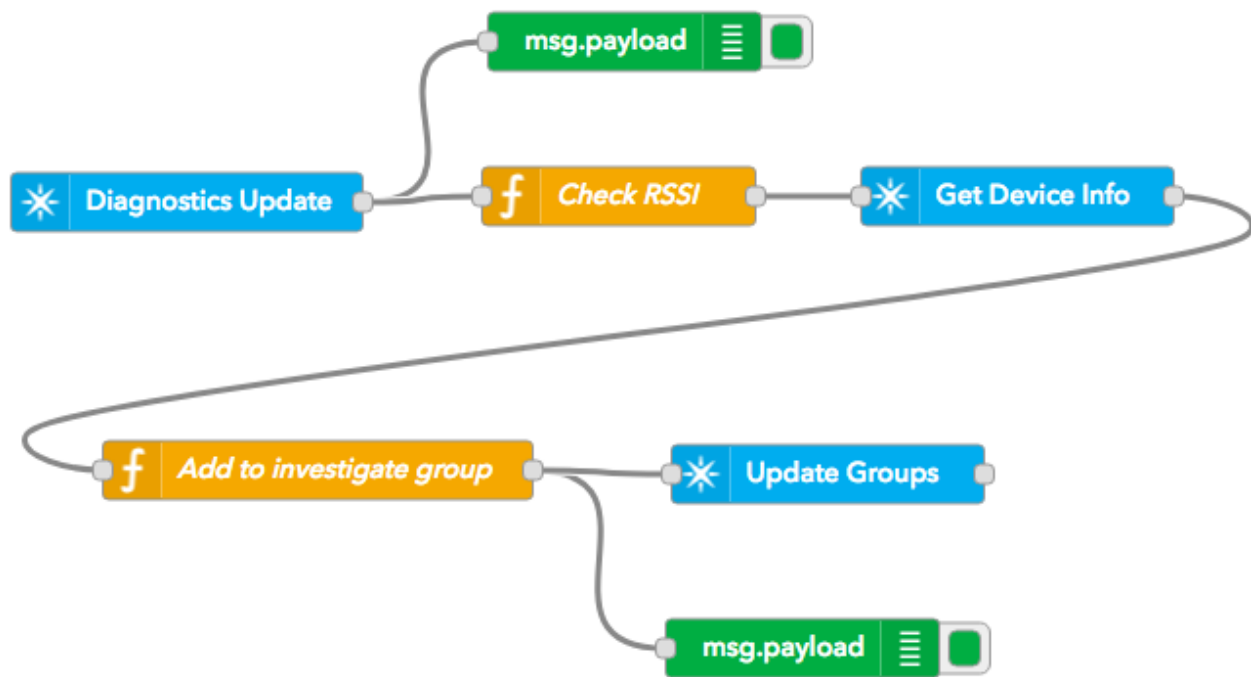 msg.payload
Diagnostics Update
Check RSSI
Get Device Info
Add to investigate group
Update Groups
msg.payload